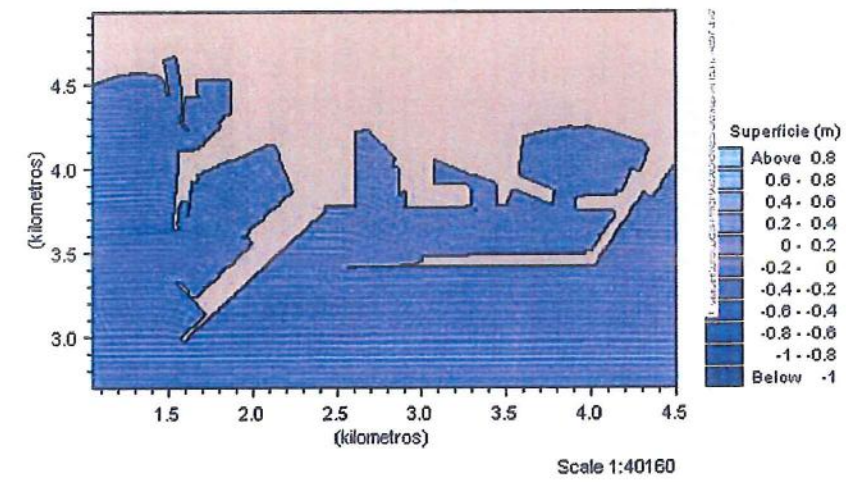 4.5
4.0
3.5
3.0
(kilometros)
1.5 2.0 2.5 3.0 3.5 4.0 4.5
(kilometros)
Scale 1:40160
Superficie (m)
Above 0.8
0.6 - 0.8
0.4 - 0.6
0.2 - 0.4
0 - 0.2
-0.2 - 0
-0.4 - -0.2
-0.6 - -0.4
-0.8 - -0.6
-1 - -0.8
Below -1